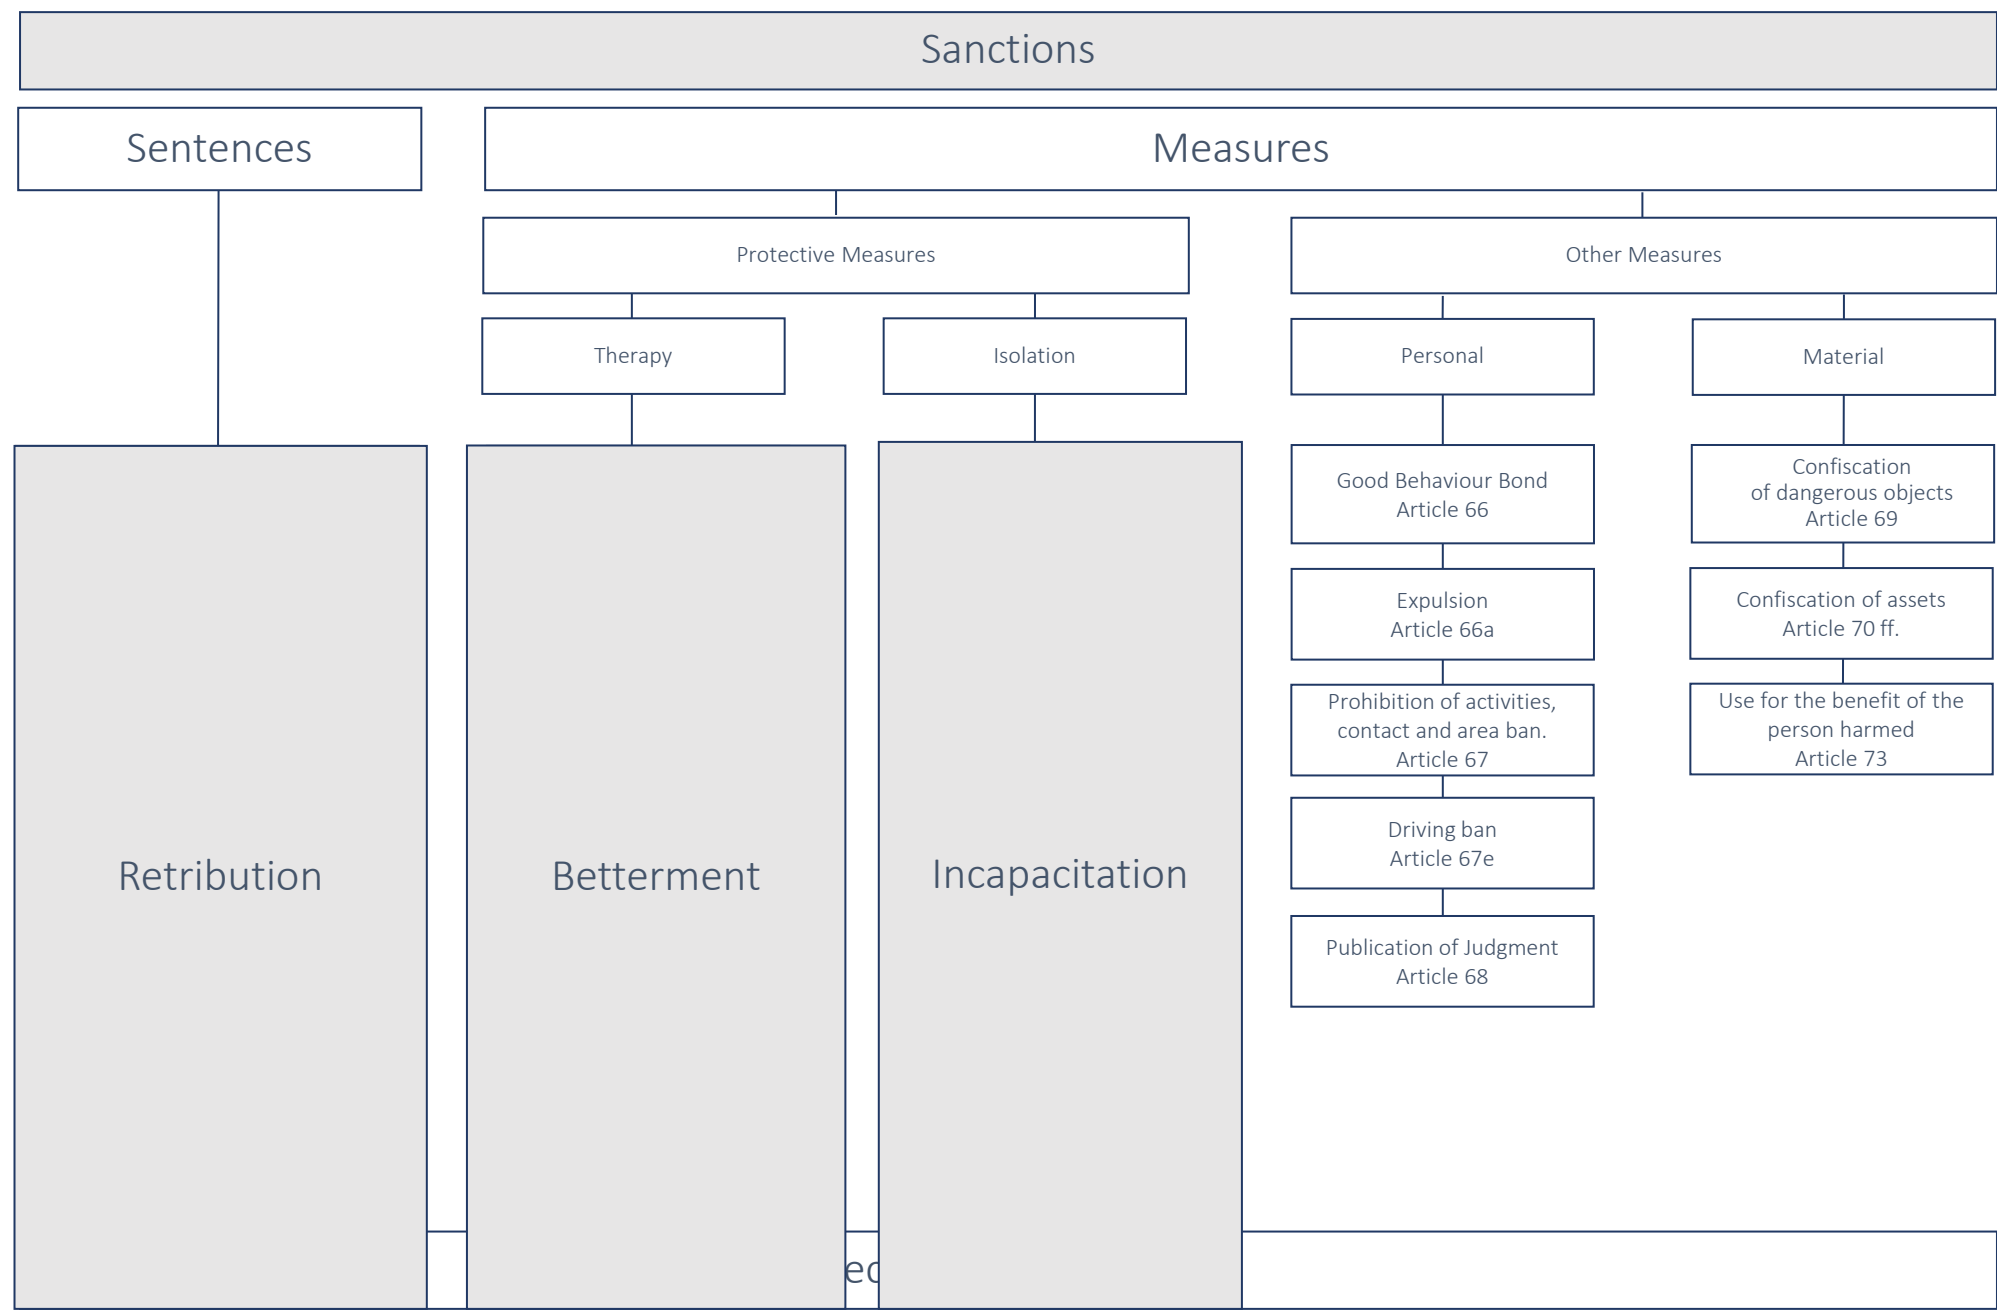 Sanctions
Sentences
Measures
Protective Measures
Other Measures
Therapy
Isolation
Personal
Material
Retribution
Betterment
Incapacitation
Good Behaviour Bond
Article 66
Expulsion
Article 66a
Prohibition of activities,
contact and area ban.
Article 67
Driving ban
Article 67e
Publication of Judgment
Article 68
Confiscation
of dangerous objects
Article 69
Confiscation of assets
Article 70 ff.
Use for the benefit of the
person harmed
Article 73